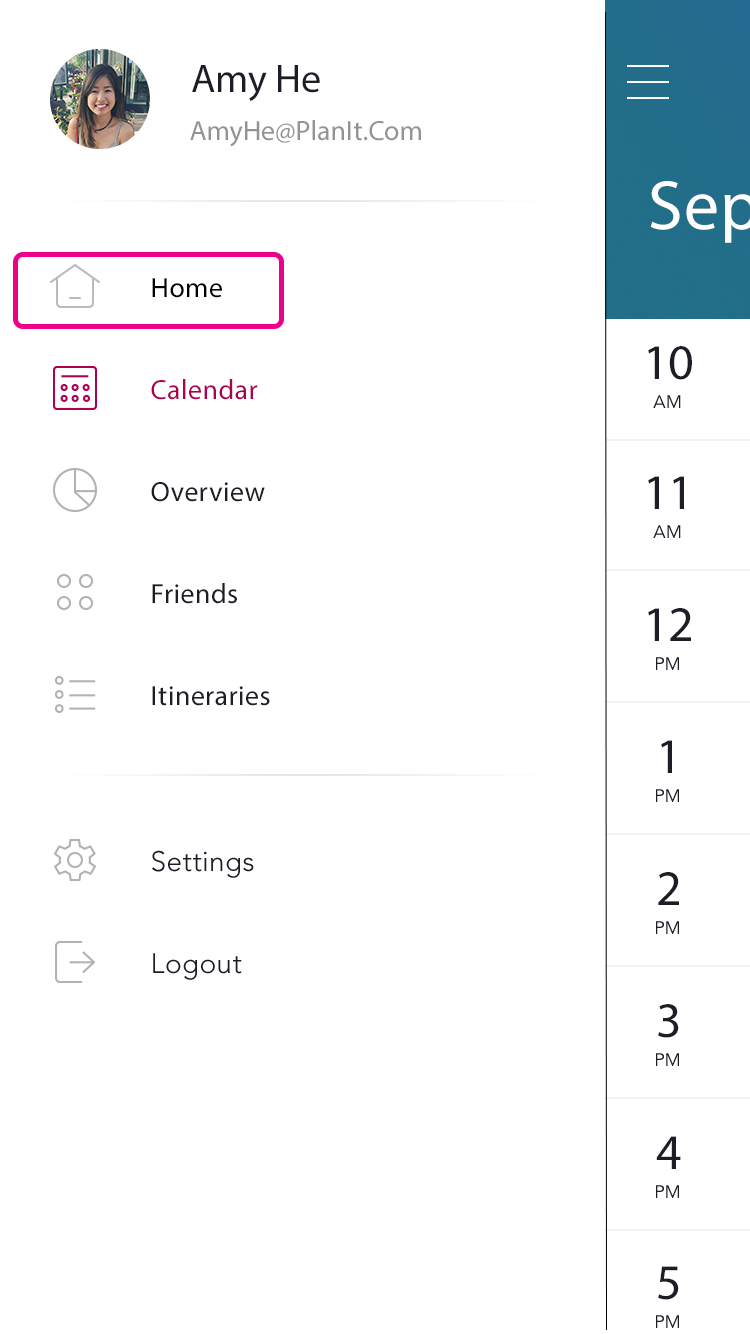 Amy He
AmyHe@PlanIt.Com
Home
Calendar
Overview
Friends
Itineraries
Settings
Logout
Sep
10
AM
11
AM
12
PM
1
PM
2
PM
3
PM
4
PM
5
PM